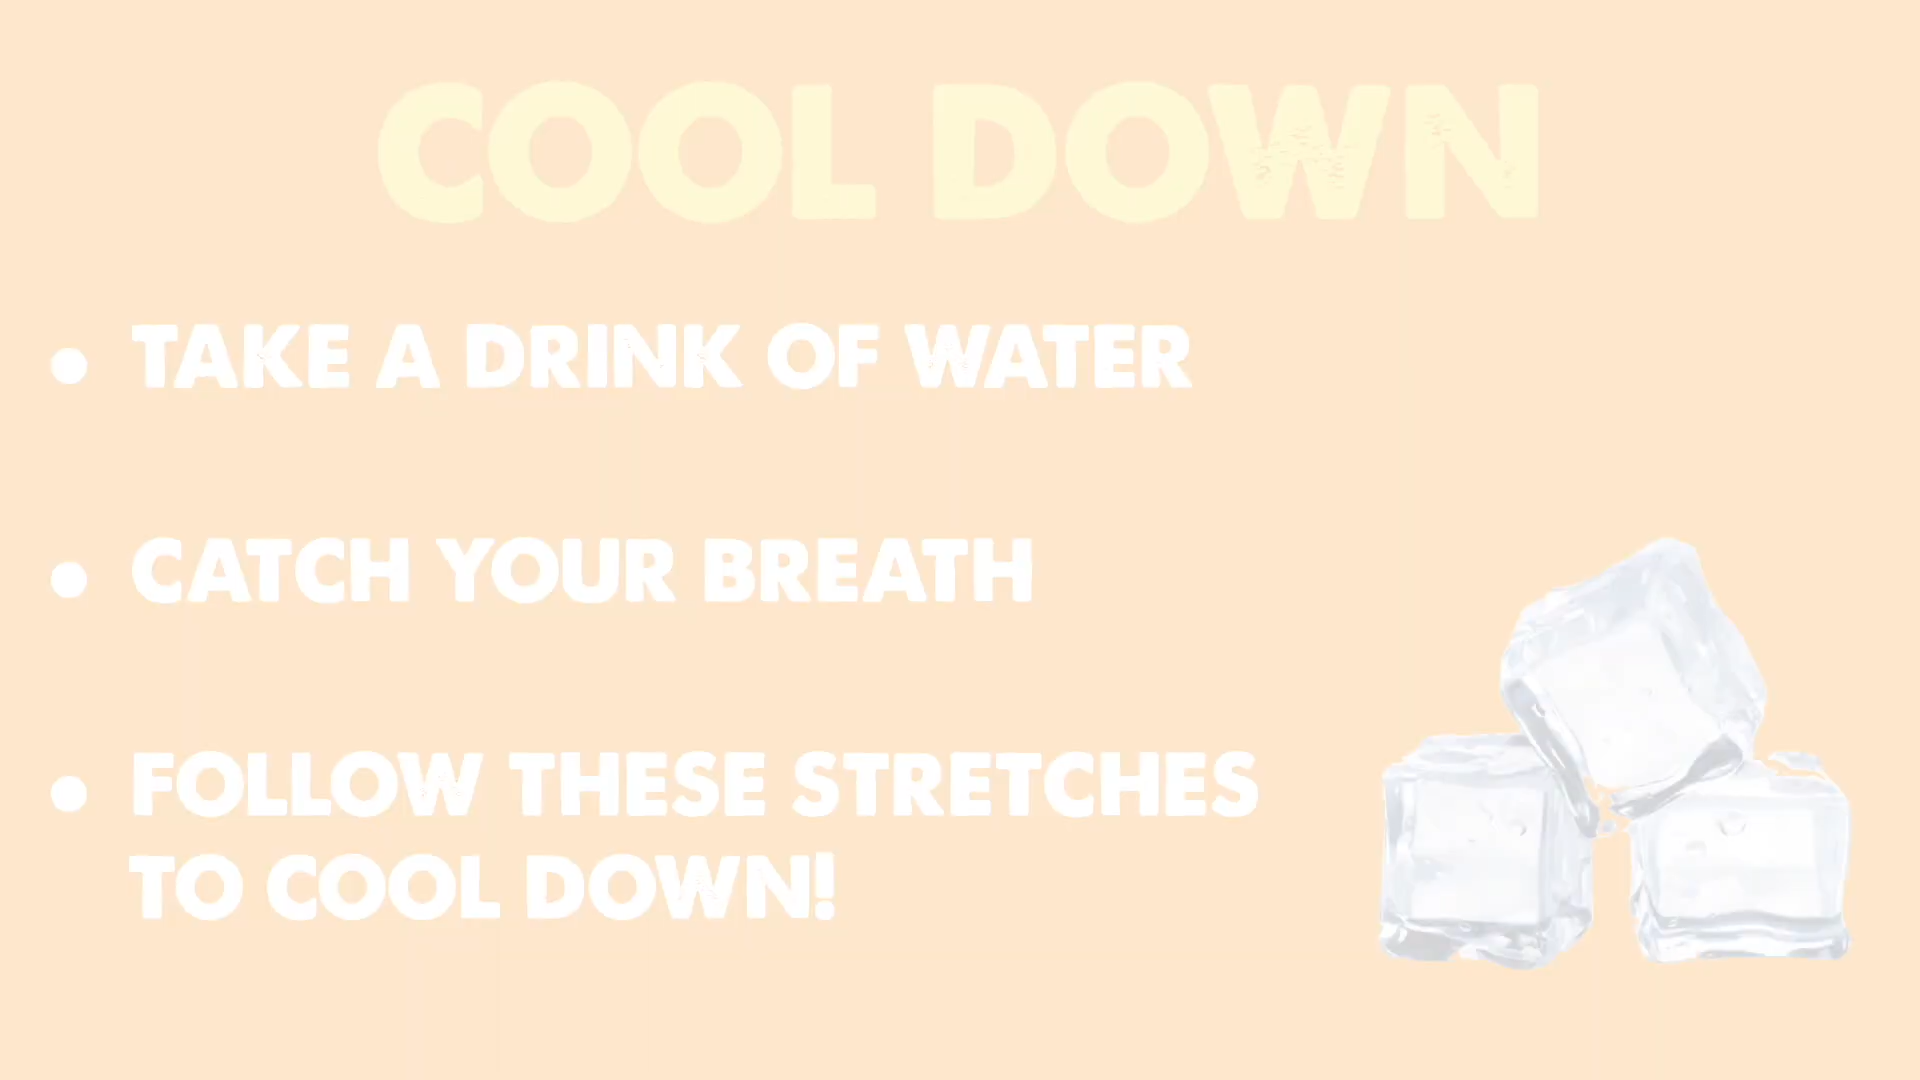 COOL DOWN
• TAKE A DRINK OF WATER
• CATCH YOUR BREATH
• FOLLOW THESE STRETCHES
TO COOL DOWN!